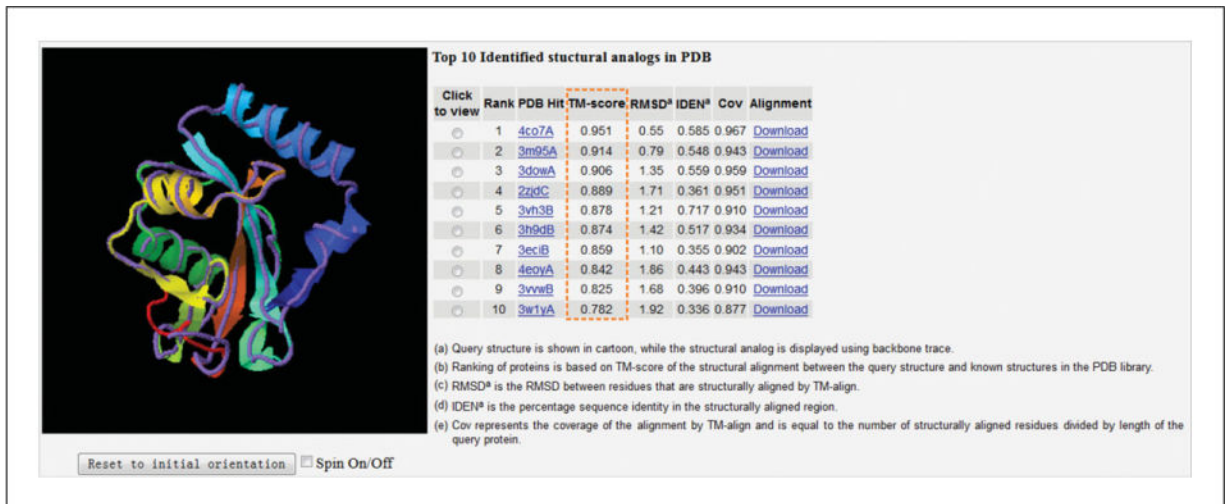 Top 10 Identified stuctural analogs in PDB
Click to view Rank PDB Hit TM-score RMSDª IDENª Cov Alignment
1 4co7A 0.951 0.55 0.585 0.967 Download
2 3m95A 0.914 0.79 0.548 0.943 Download
3 3dowA 0.906 1.35 0.559 0.959 Download
4 2zjdC 0.889 1.71 0.361 0.951 Download
5 3vh3B 0.878 1.21 0.717 0.910 Download
6 3h9dB 0.874 1.42 0.517 0.934 Download
7 3eciB 0.859 1.10 0.355 0.902 Download
8 4eoyA 0.842 1.86 0.443 0.943 Download
9 3vvwB 0.825 1.68 0.396 0.910 Download
10 3w1yA 0.782 1.92 0.336 0.877 Download
(a) Query structure is shown in cartoon, while the structural analog is displayed using backbone trace.
(b) Ranking of proteins is based on TM-score of the structural alignment between the query structure and known structures in the PDB library.
(c) RMSDª is the RMSD between residues that are structurally aligned by TM-align.
(d) IDENª is the percentage sequence identity in the structurally aligned region.
(e) Cov represents the coverage of the alignment by TM-align and is equal to the number of structurally aligned residues divided by length of the
query protein.
Reset to initial orientation Spin On/Off